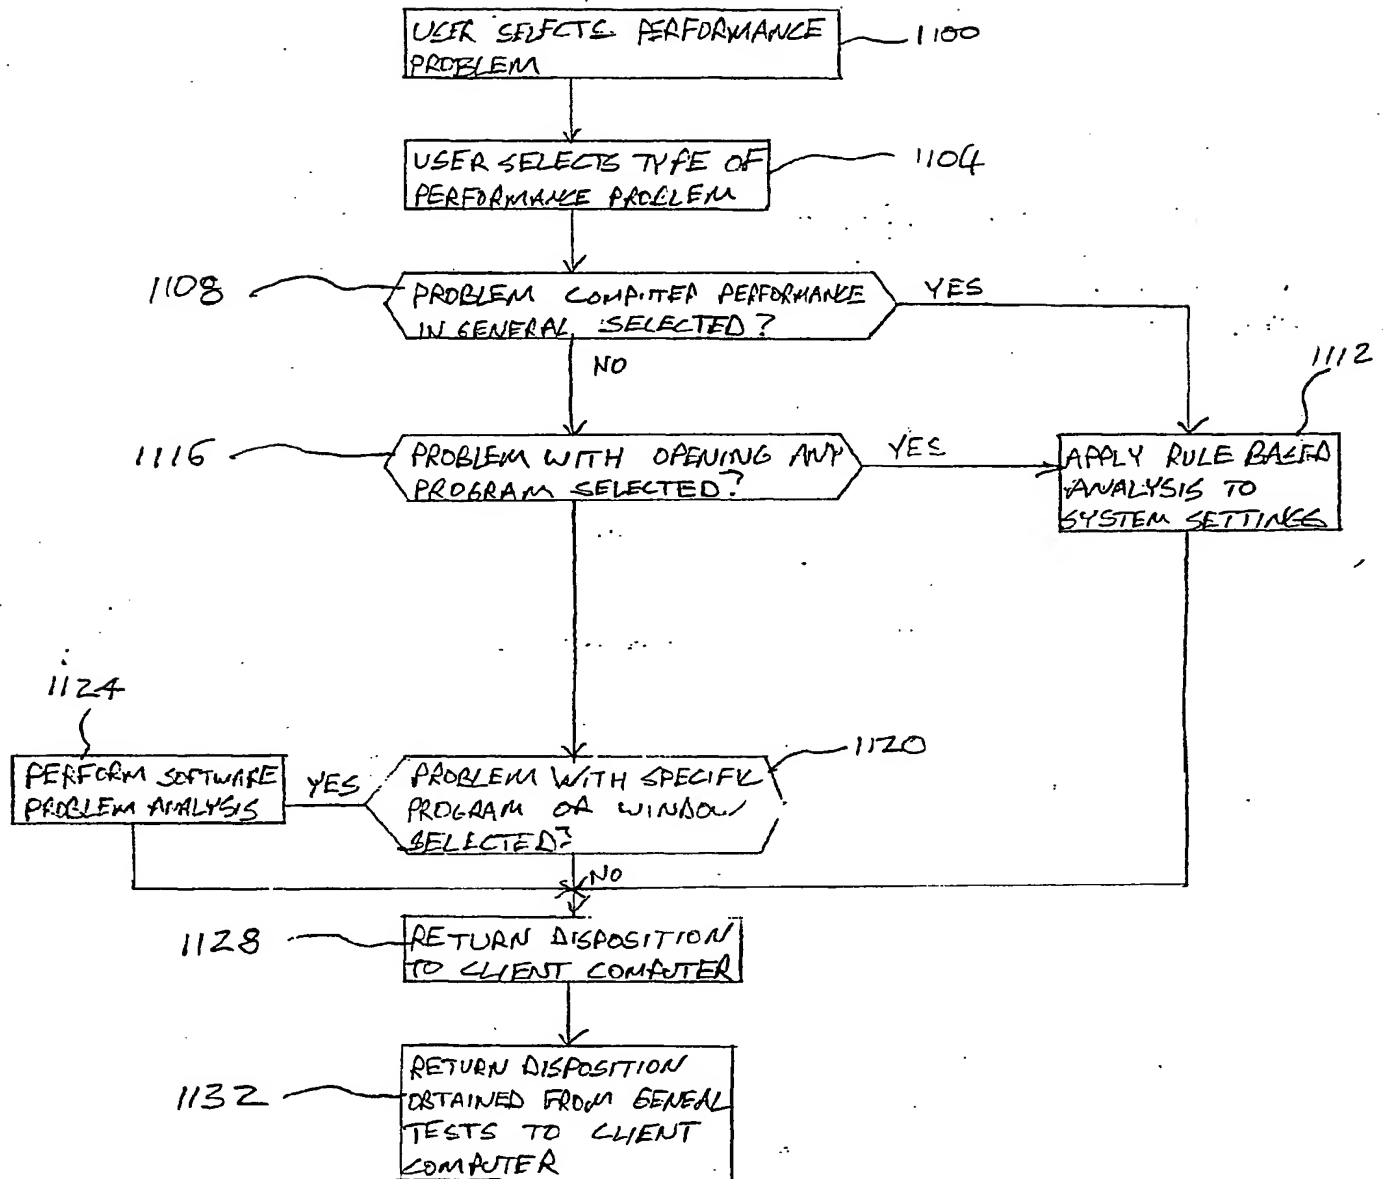 USER SELECTS PERFORMANCE
PROBLEM
1100
USER SELECTS TYPE OF
PERFORMANCE PROBLEM
1104
1108
PROBLEM COMPUTER PERFORMANCE
IN GENERAL SELECTED?
YES
NO
1112
1116
PROBLEM WITH OPENING ANY
PROGRAM SELECTED?
YES
APPLY RULE BASED
ANALYSIS TO
SYSTEM SETTINGS
1124
PERFORM SOFTWARE
PROBLEM ANALYSIS
YES
1120
PROBLEM WITH SPECIFIC
PROGRAM OR WINDOW
SELECTED?
NO
1128
RETURN DISPOSITION
TO CLIENT COMPUTER
1132
RETURN DISPOSITION
OBTAINED FROM GENEAL
TESTS TO CLIENT
COMPUTER